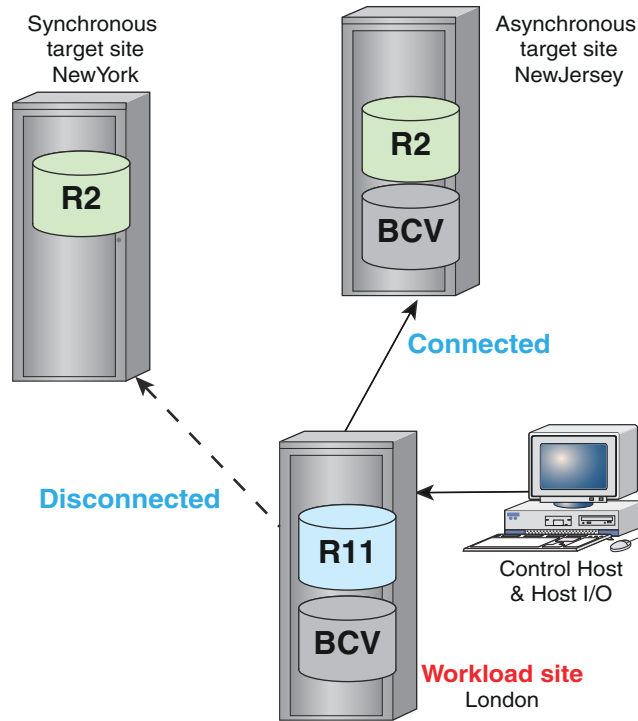 Synchronous
target site
NewYork
Asynchronous
target site
NewJersey
R2
R2
BCV
Connected
Disconnected
R11
BCV
Control Host
& Host I/O
Workload site
London